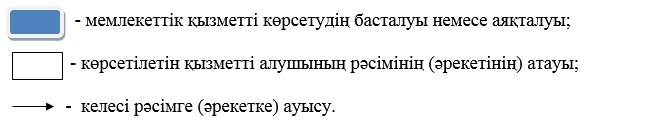 - мемлекеттік қызметті көрсетудің басталуы немесе аяқталуы;
- көрсетілетін қызметті алушының рәсімінің (әрекетінің) атауы;
- келесі рәсімге (әрекетке) ауысу.